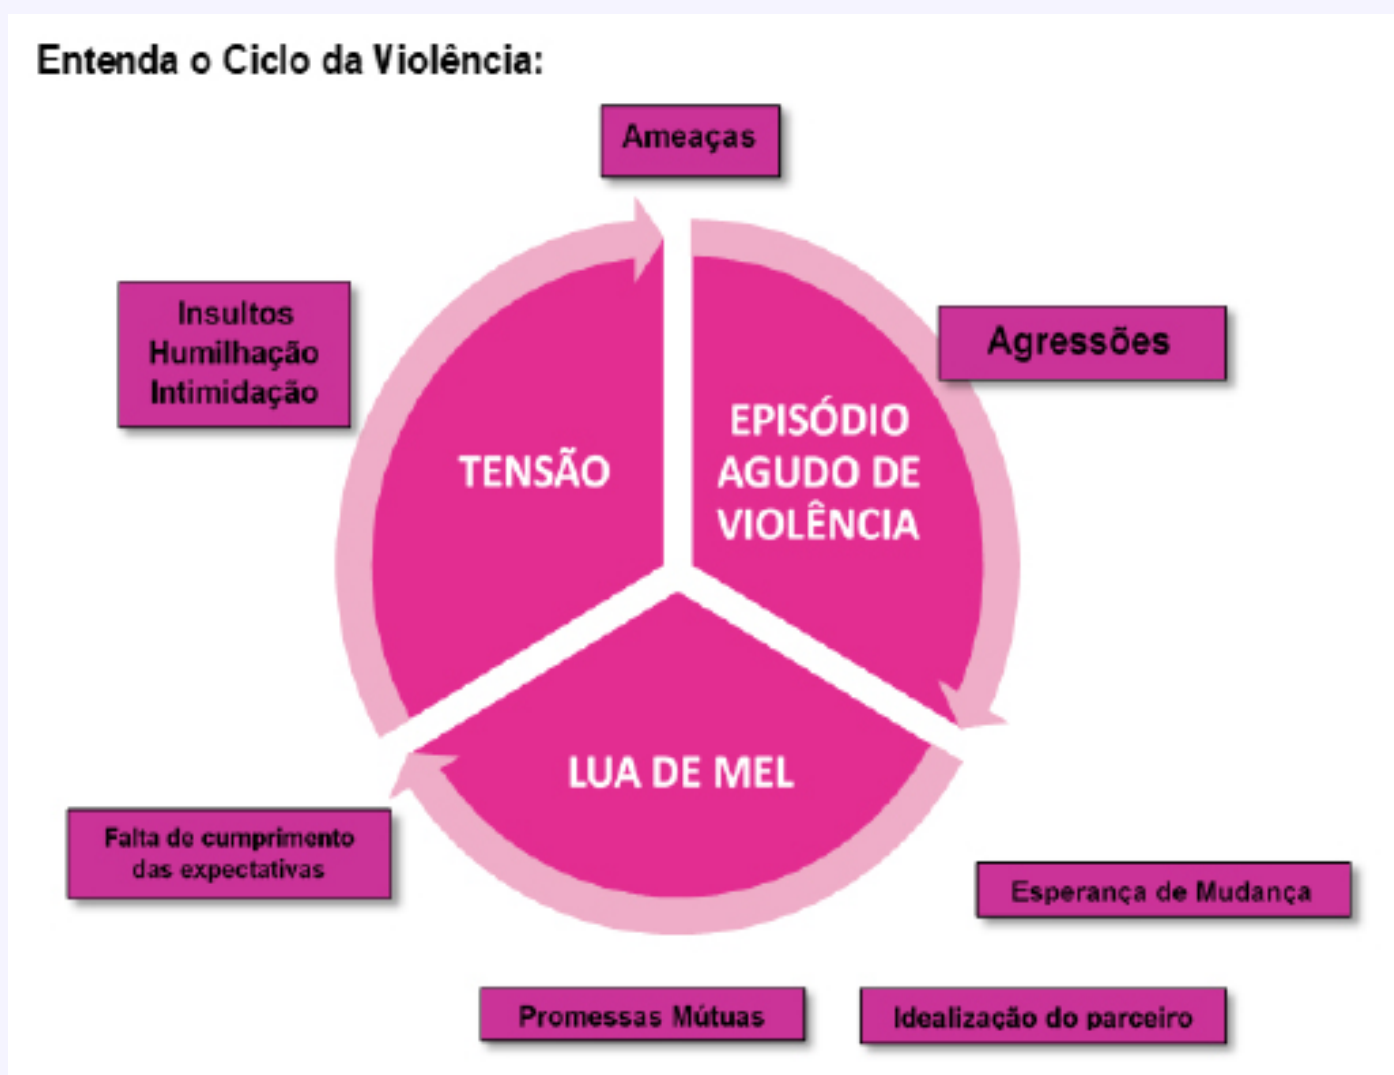 Entenda o Ciclo da Violência:
Ameaças
Insultos
Humilhação
Intimidação
Agressões
TENSÃO
EPISÓDIO
AGUDO DE
VIOLÊNCIA
LUA DE MEL
Falta de cumprimento
das expectativas
Esperança de Mudança
Promessas Mútuas
Idealização do parceiro